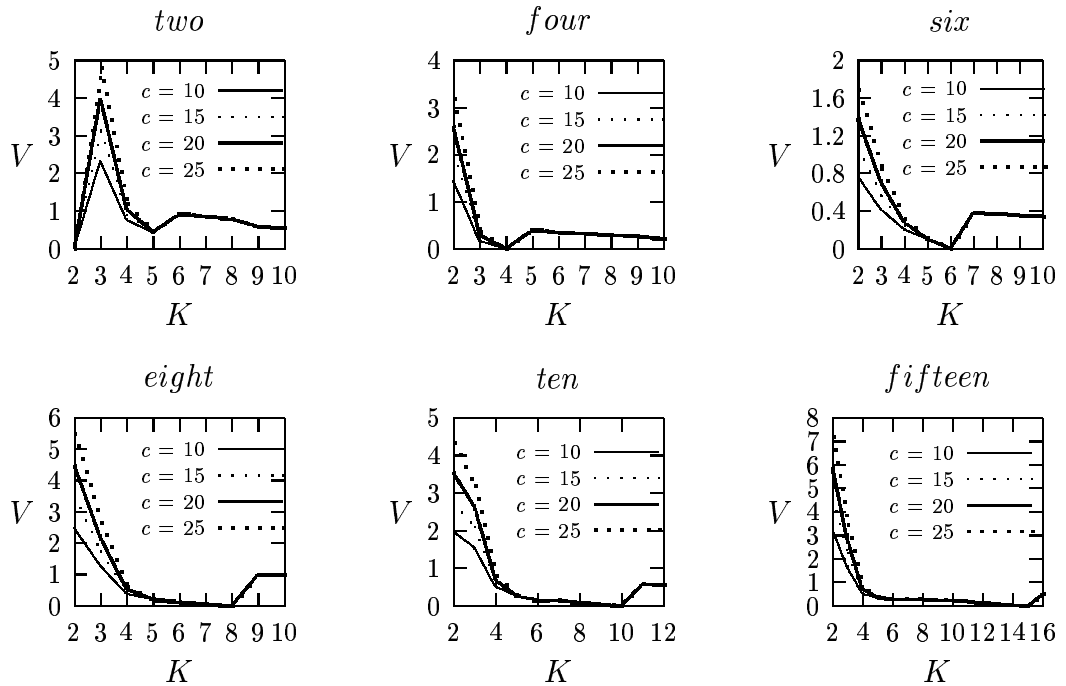 two
5
4
3
2
1
0
V
c = 10
c = 15
c = 20
c = 25
2 3 4 5 6 7 8 9 10
K
four
4
3
2
1
0
V
c = 10
c = 15
c = 20
c = 25
2 3 4 5 6 7 8 9 10
K
six
2
1.6
1.2
0.8
0.4
0
V
c = 10
c = 15
c = 20
c = 25
2 3 4 5 6 7 8 9 10
K
eight
6
5
4
3
2
1
0
V
c = 10
c = 15
c = 20
c = 25
2 3 4 5 6 7 8 9 10
K
ten
5
4
3
2
1
0
V
c = 10
c = 15
c = 20
c = 25
2 4 6 8 10 12
K
fifteen
8
7
6
5
4
3
2
1
0
V
c = 10
c = 15
c = 20
c = 25
2 4 6 8 10 12 14 16
K